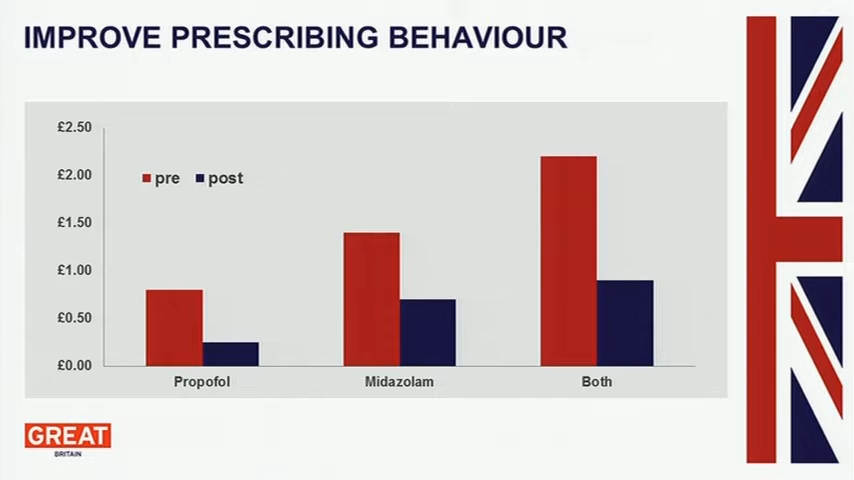 IMPROVE PRESCRIBING BEHAVIOUR
£2.50
£2.00
£1.50
£1.00
£0.50
£0.00
pre post
Propofol Midazolam Both
GREAT
BRITAIN